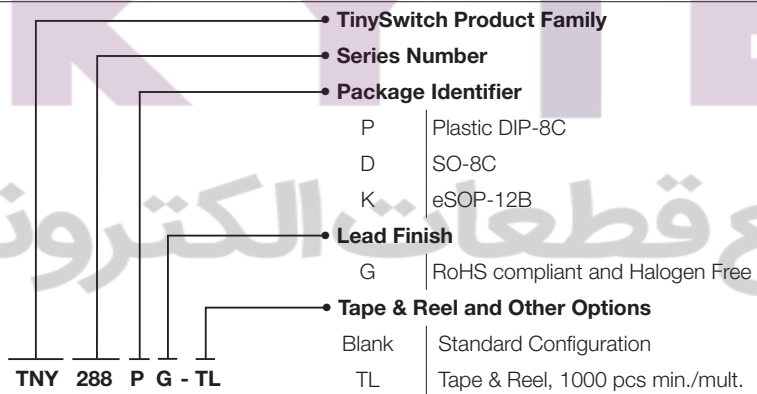 • TinySwitch Product Family
• Series Number
• Package Identifier
P Plastic DIP-8C
D SO-8C
K eSOP-12B
• Lead Finish
G RoHS compliant and Halogen Free
• Tape & Reel and Other Options
Blank Standard Configuration
TL Tape & Reel, 1000 pcs min./mult.
TNY 288 P G - TL